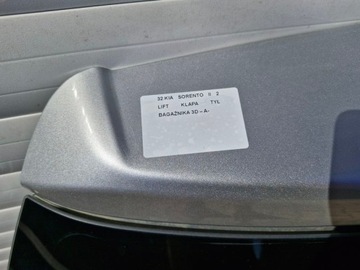 32 KIA SORENTO II 2
LIFT KLAPA TYL
BAGAŻNIKA 3D -A-